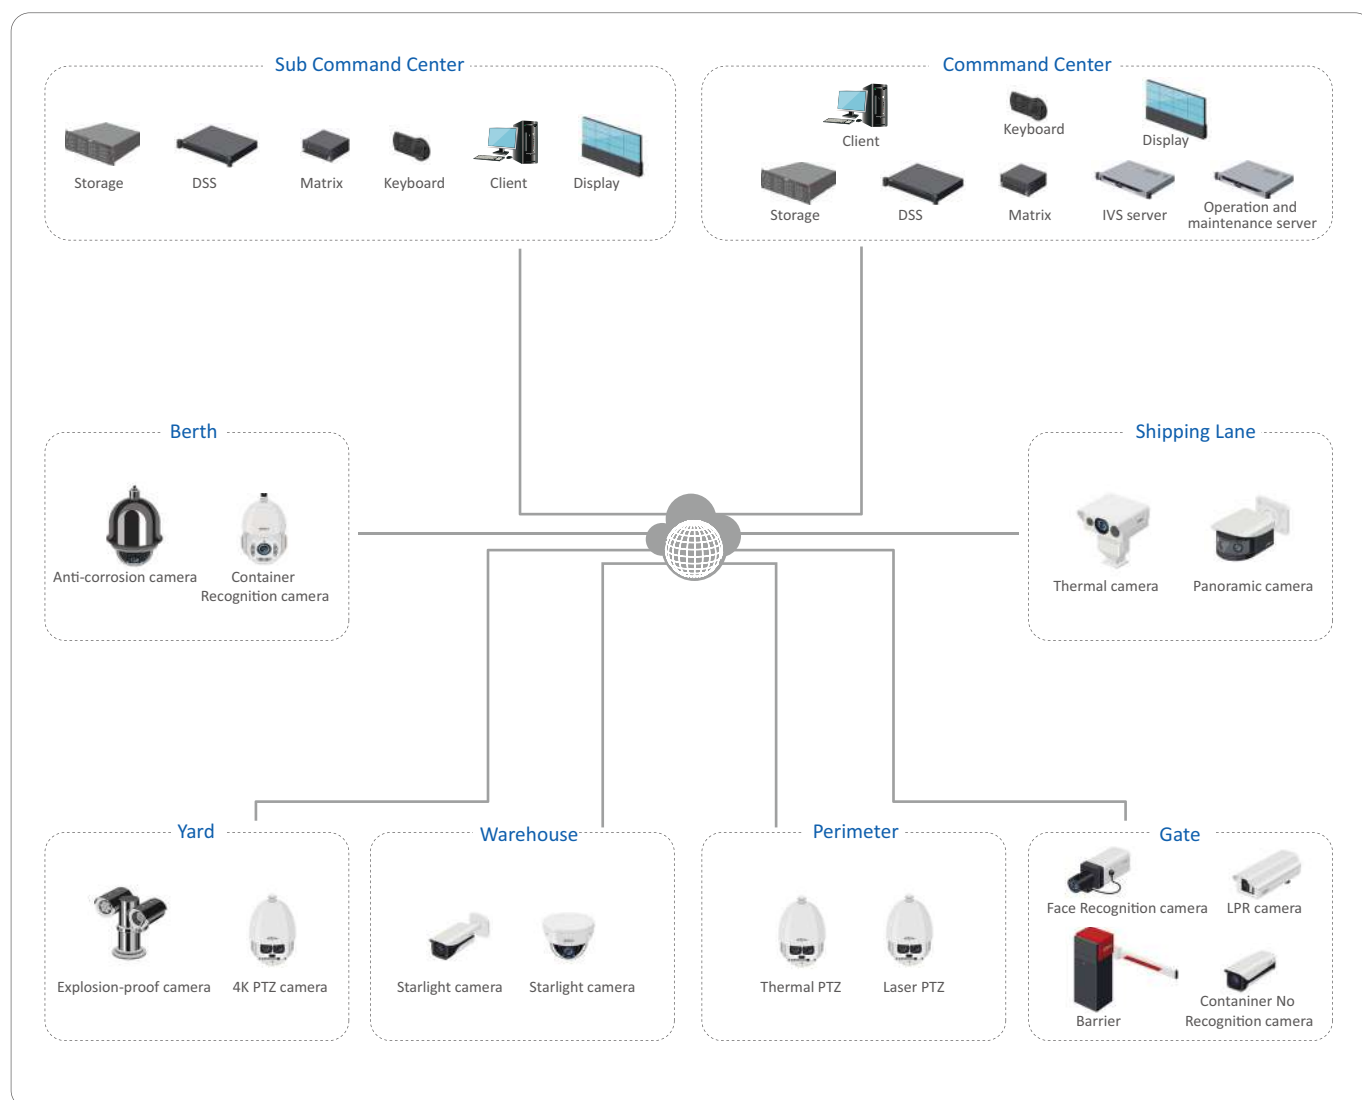 Sub Command Center
Storage
DSS
Matrix
Keyboard
Client
Display
Commmand Center
Client
Keyboard
Display
Storage
DSS
Matrix
IVS server
Operation and
maintenance server
Berth
Anti-corrosion camera
Container
Recognition camera
Shipping Lane
Thermal camera
Panoramic camera
Yard
Explosion-proof camera
4K PTZ camera
Warehouse
Starlight camera
Starlight camera
Perimeter
Thermal PTZ
Laser PTZ
Gate
Face Recognition camera
LPR camera
Barrier
Contaniner No
Recognition camera